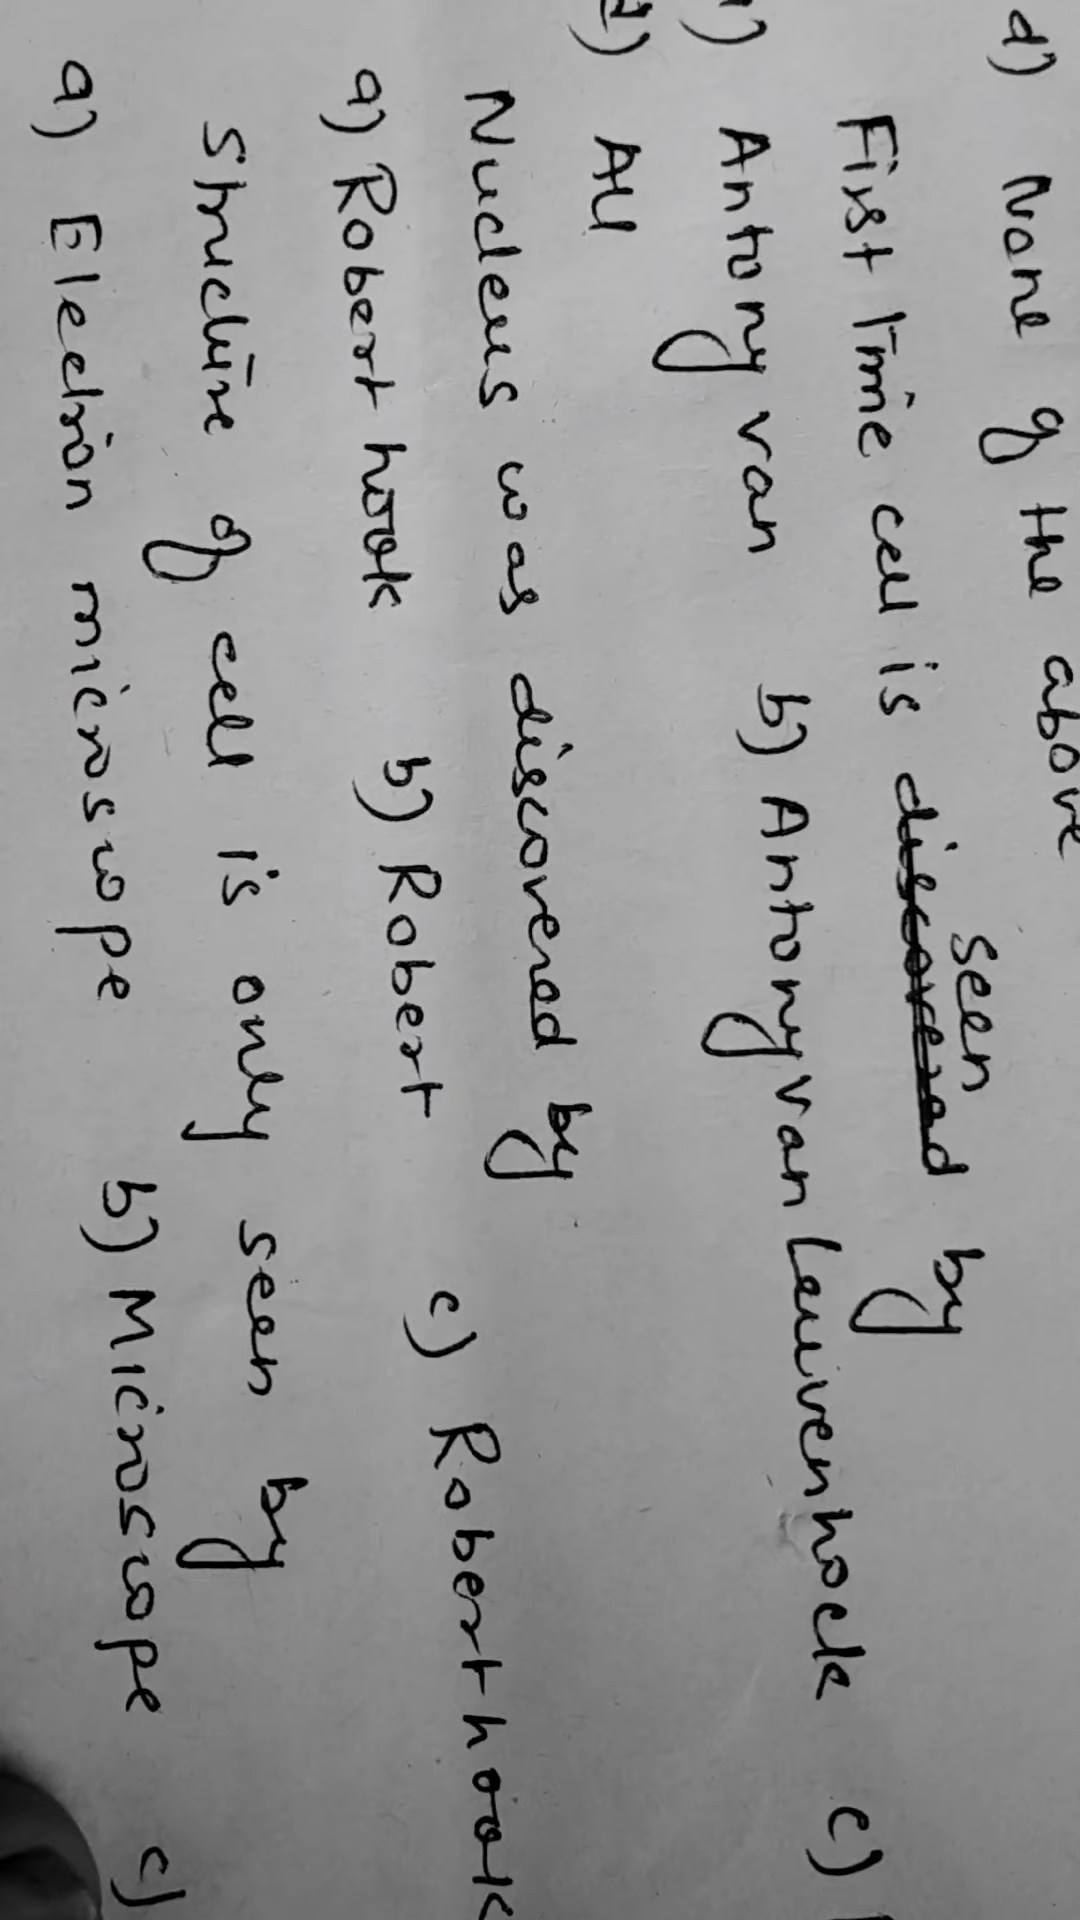 d) None of the above
First time cell is discovered seen by
a) Antony van b) Antony van Leuivenhock c)
d) All
Nucleus was discovered by
a) Robert hook b) Robert c) Robert hook
Structure of cell is only seen by
a) Electron microscope b) Microscope c)